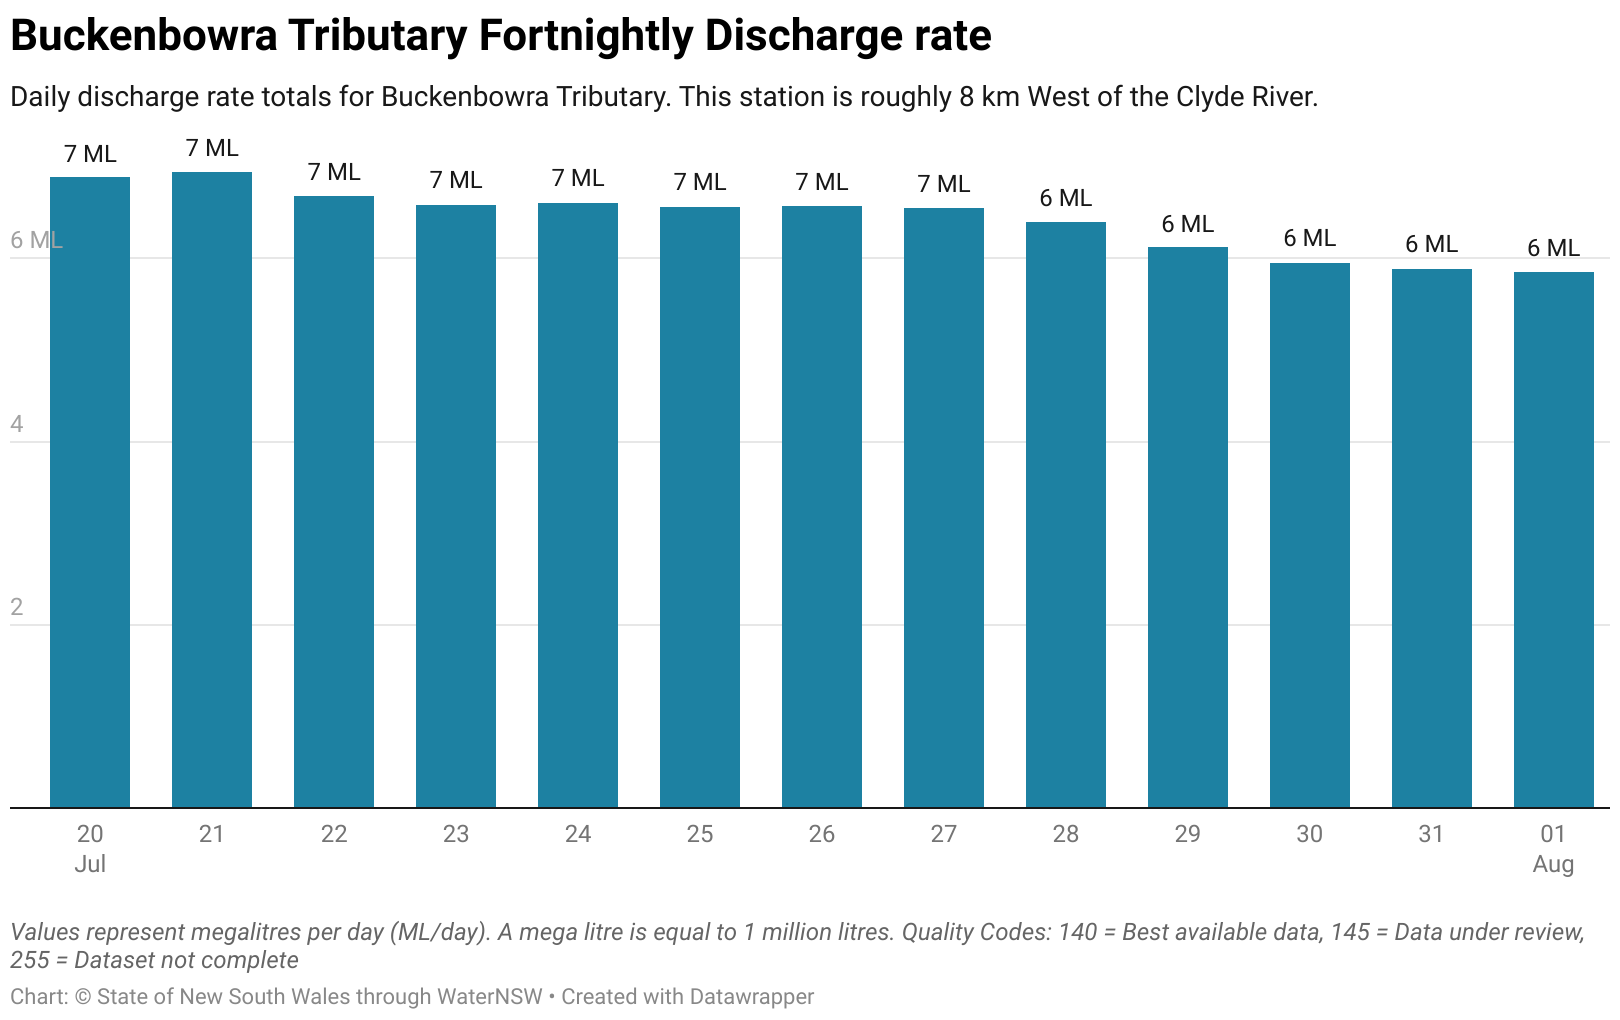 Buckenbowra Tributary Fortnightly Discharge rate
Daily discharge rate totals for Buckenbowra Tributary. This station is roughly 8 km West of the Clyde River.
7 ML 7 ML 7 ML 7 ML 7 ML 7 ML 7 ML 7 ML 6 ML 6 ML 6 ML 6 ML 6 ML
6 ML
4
2
20 21 22 23 24 25 26 27 28 29 30 31 01
Jul Aug
Values represent megalitres per day (ML/day). A mega litre is equal to 1 million litres. Quality Codes: 140 = Best available data, 145 = Data under review,
255 = Dataset not complete
Chart: © State of New South Wales through WaterNSW • Created with Datawrapper